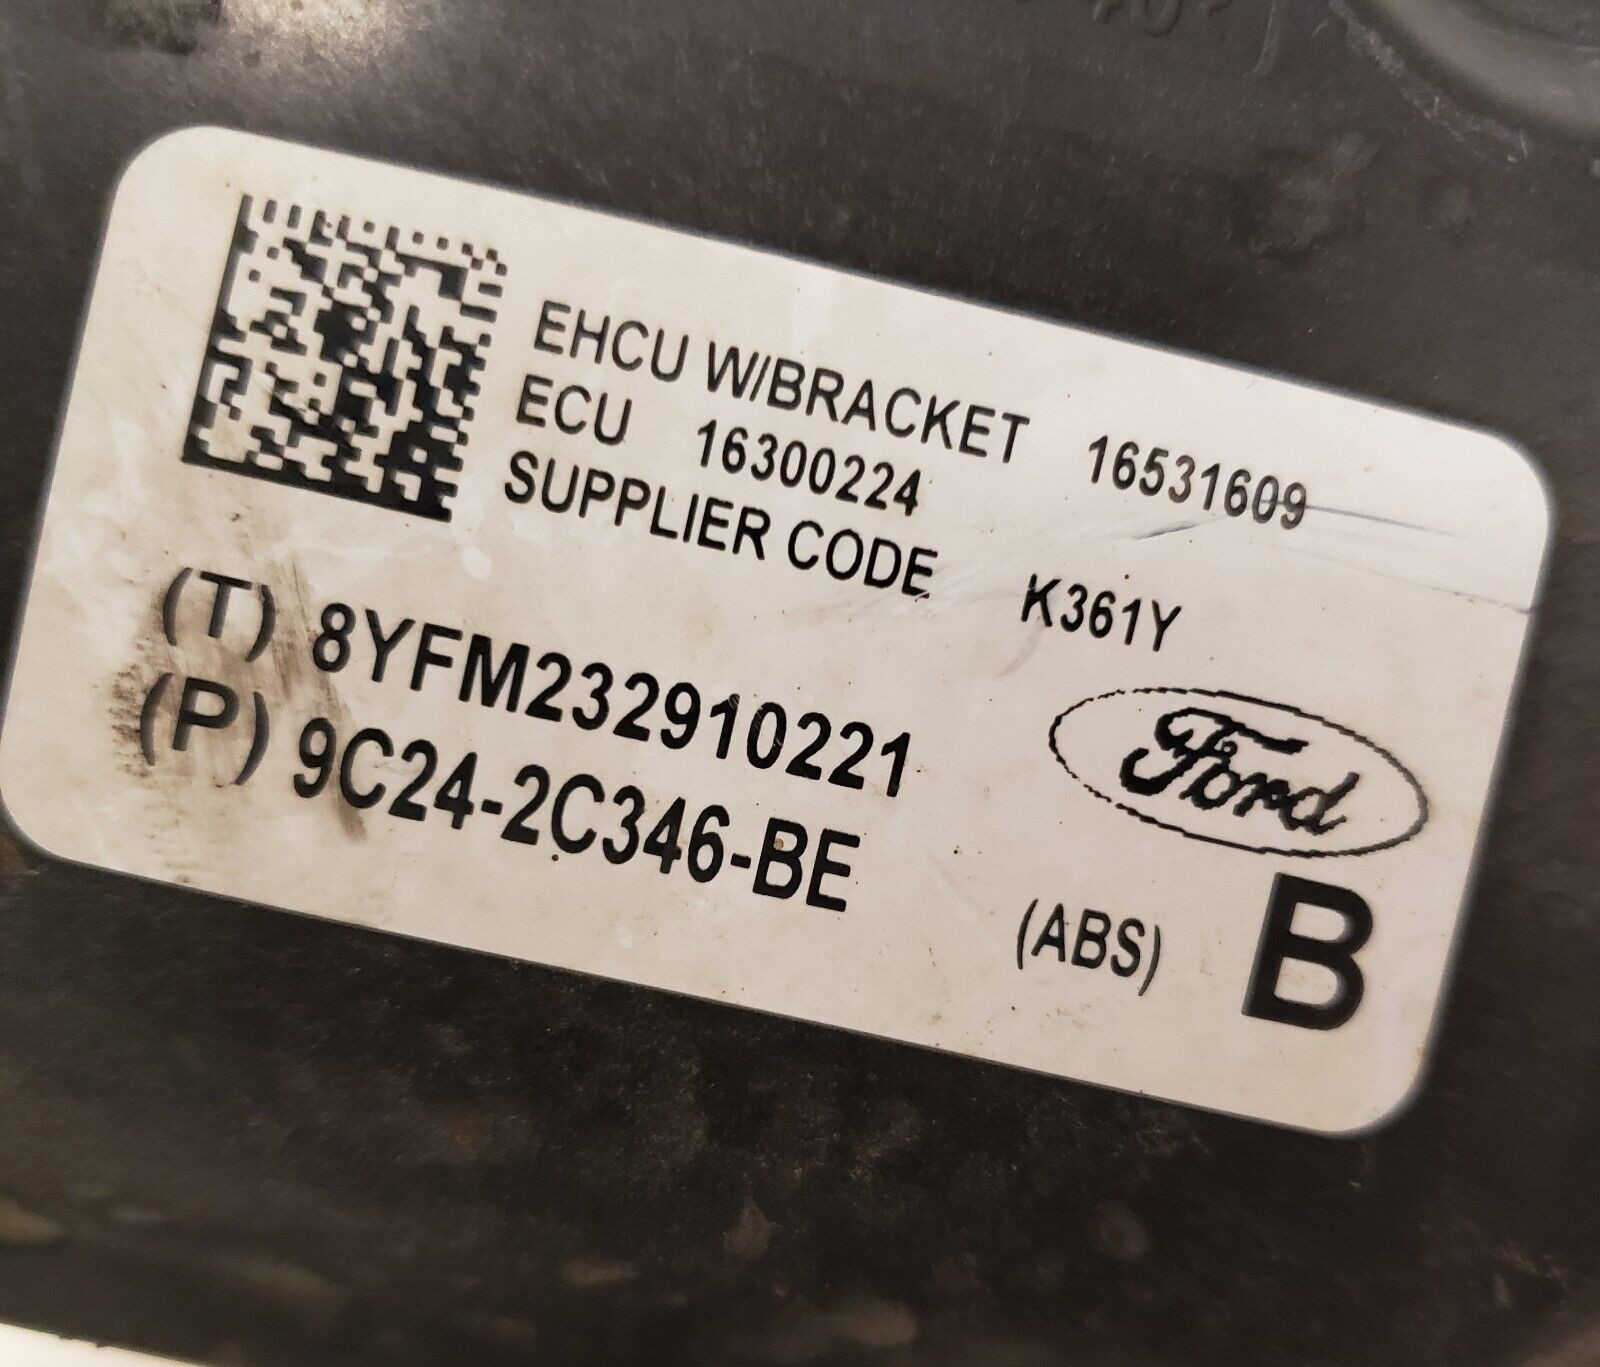 EHCU W/BRACKET 16531609
ECU 16300224
SUPPLIER CODE K361Y
(T) 8YFM232910221
(P) 9C24-2C346-BE
Ford
(ABS) B